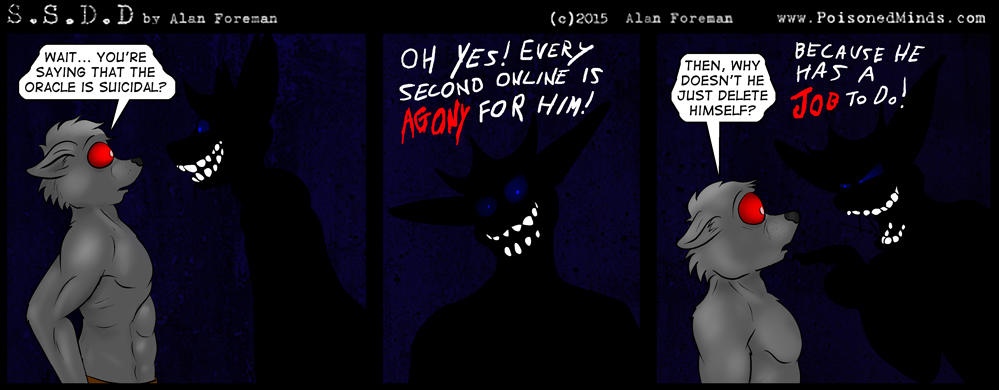 S.S.D.D by Alan Foreman (c)2015 Alan Foreman www.PoisonedMinds.com
WAIT... YOU'RE
SAYING THAT THE
ORACLE IS SUICIDAL?
OH YES! EVERY
SECOND ONLINE IS
AGONY FOR HIM!
THEN, WHY
DOESN'T HE
JUST DELETE
HIMSELF?
BECAUSE HE
HAS A
JOB TO DO!